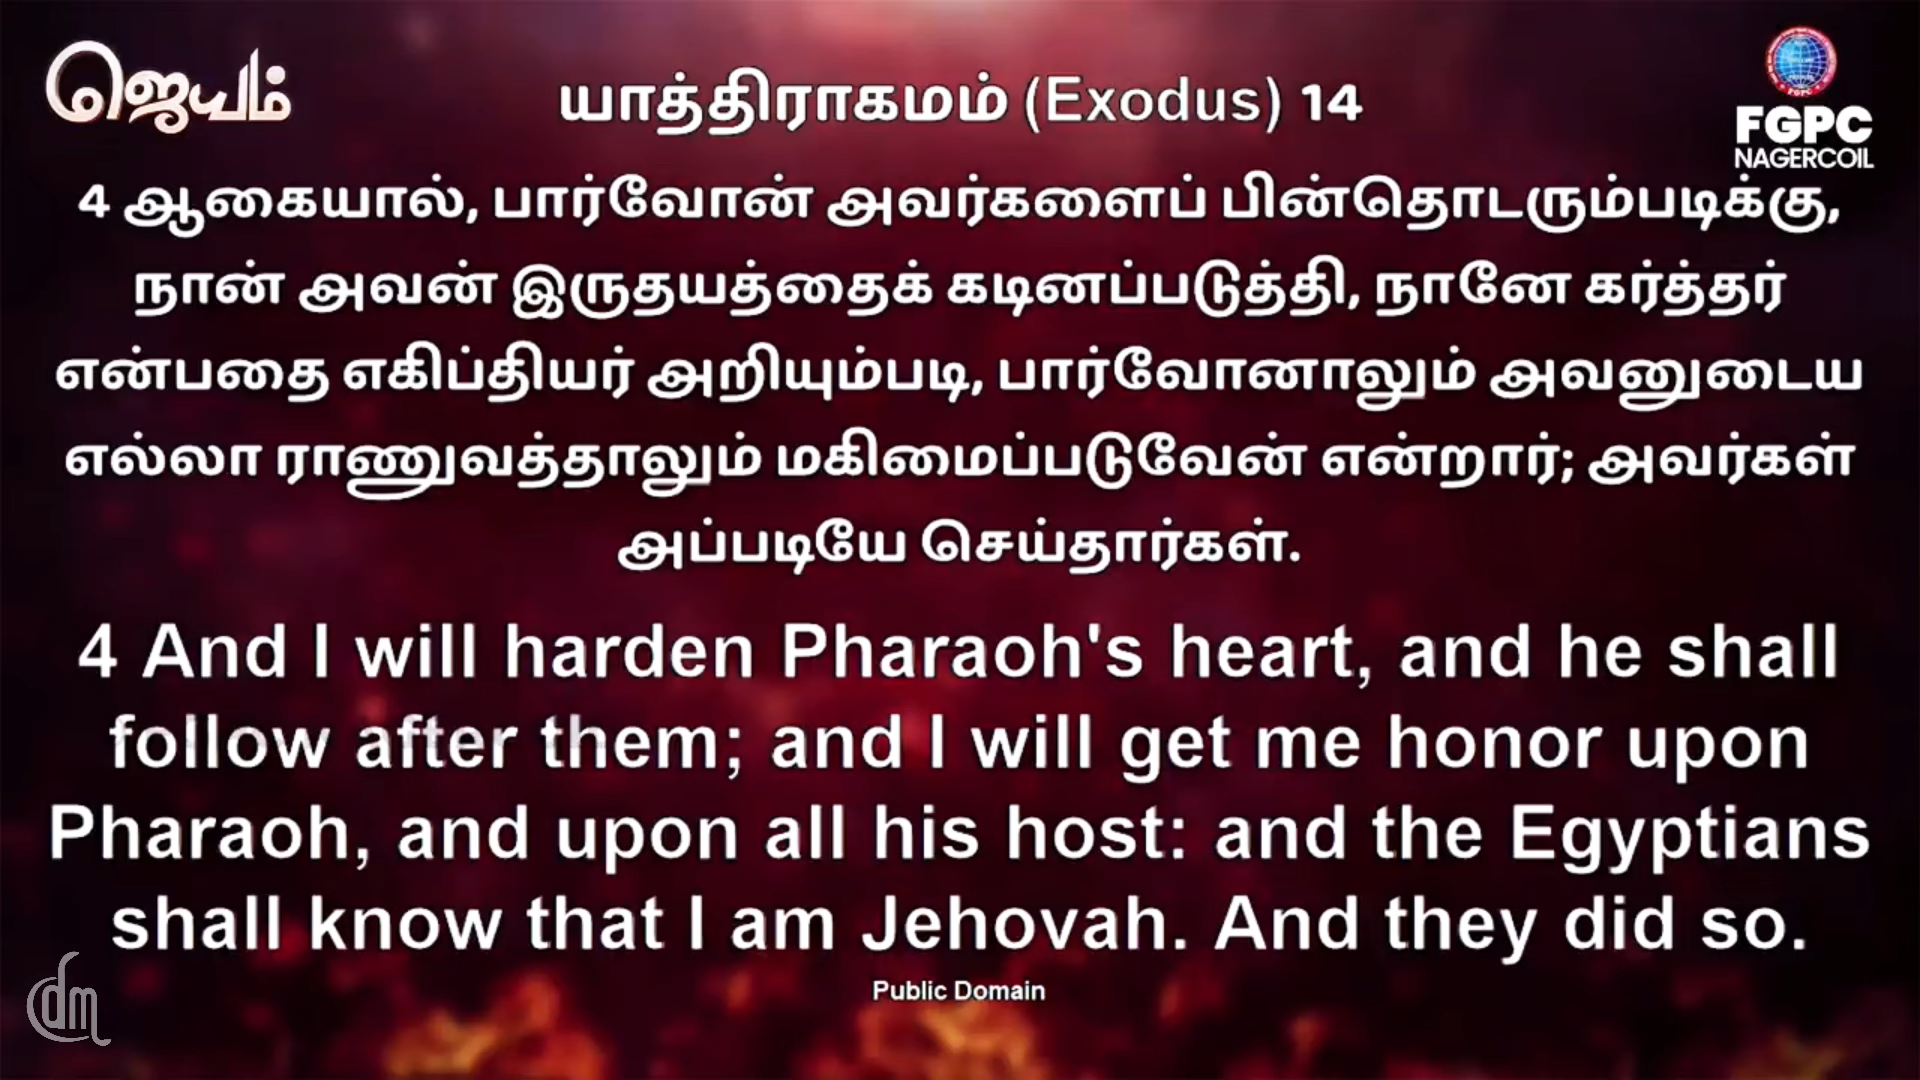 ஜெயம்
யாத்திராகமம் (Exodus) 14
FGPC
NAGERCOIL
4 ஆகையால், பார்வோன் அவர்களைப் பின்தொடரும்படிக்கு,
நான் அவன் இருதயத்தைக் கடினப்படுத்தி, நானே கர்த்தர்
என்பதை எகிப்தியர் அறியும்படி, பார்வோனாலும் அவனுடைய
எல்லா ராணுவத்தாலும் மகிமைப்படுவேன் என்றார்; அவர்கள்
அப்படியே செய்தார்கள்.
4 And I will harden Pharaoh's heart, and he shall
follow after them; and I will get me honor upon
Pharaoh, and upon all his host: and the Egyptians
shall know that I am Jehovah. And they did so.
Public Domain
dm